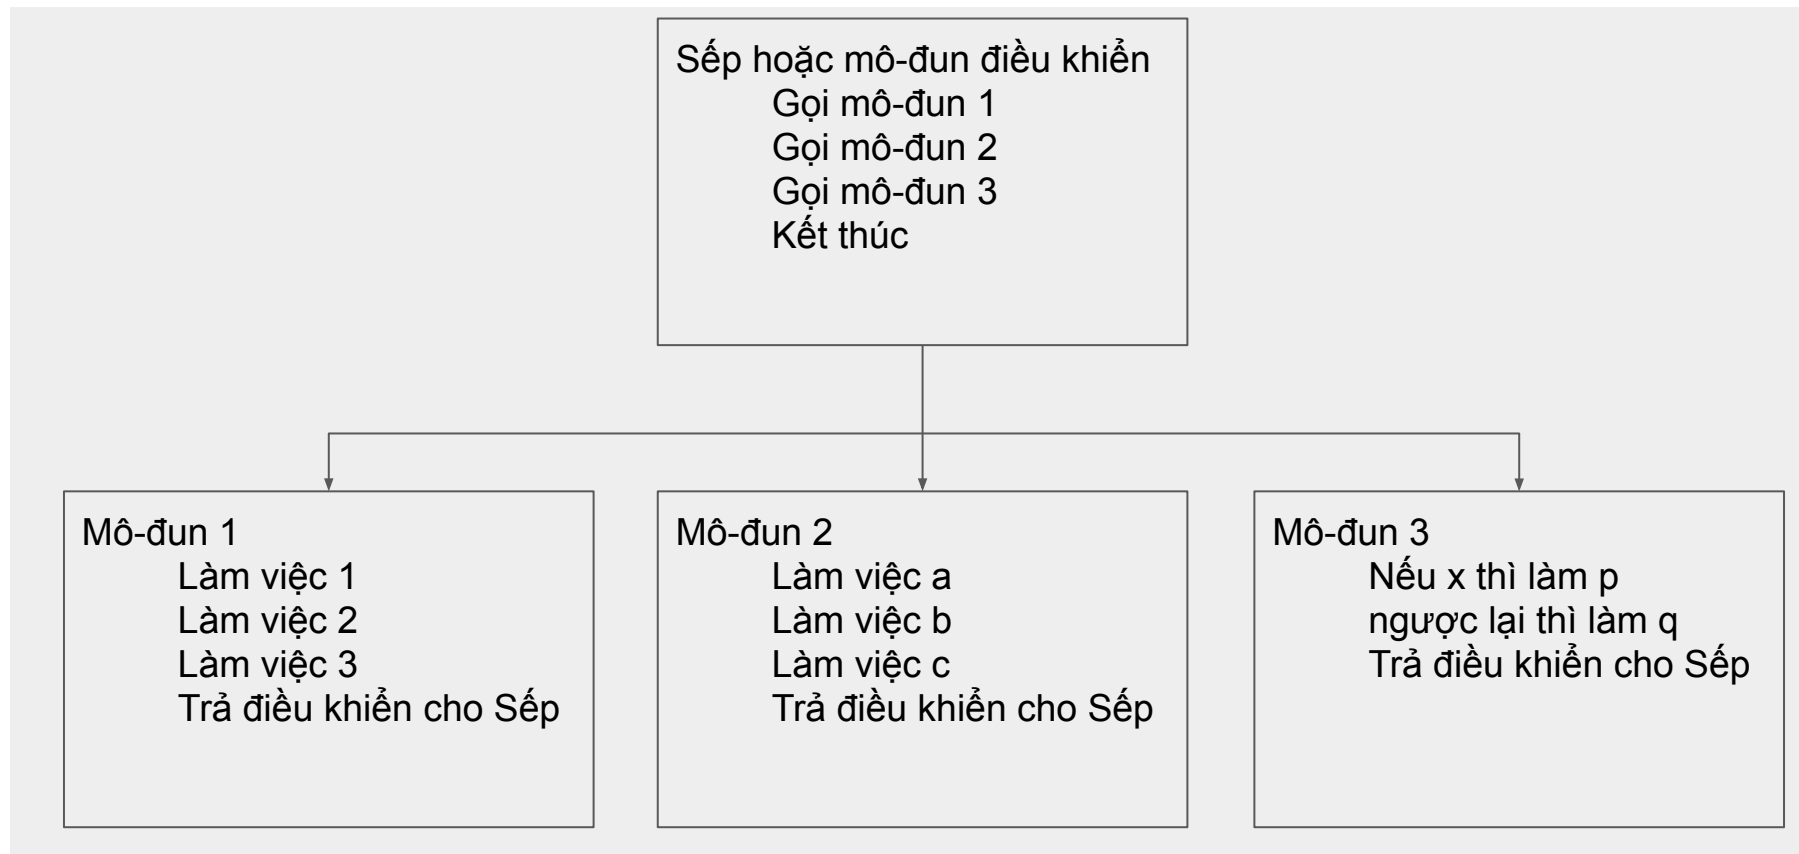 Sếp hoặc mô-đun điều khiển
Gọi mô-đun 1
Gọi mô-đun 2
Gọi mô-đun 3
Kết thúc
Mô-đun 1
Làm việc 1
Làm việc 2
Làm việc 3
Trả điều khiển cho Sếp
Mô-đun 2
Làm việc a
Làm việc b
Làm việc c
Trả điều khiển cho Sếp
Mô-đun 3
Nếu x thì làm p
ngược lại thì làm q
Trả điều khiển cho Sếp